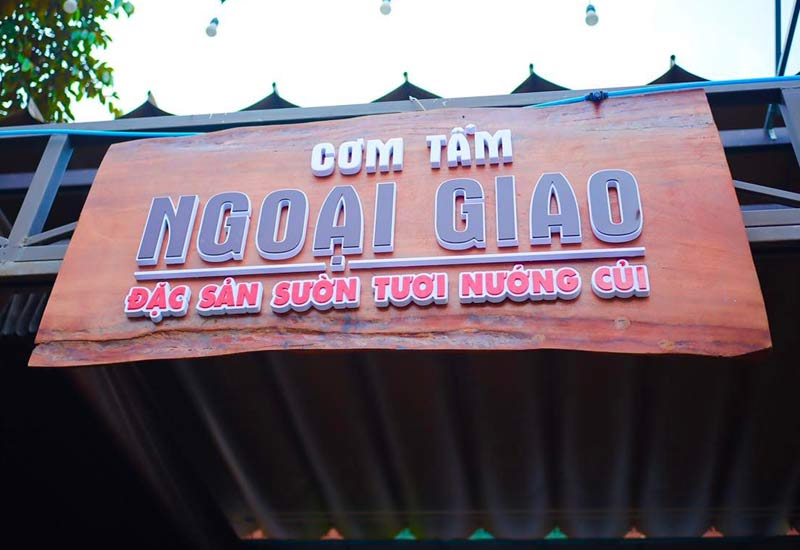 CƠM TẤM
NGOẠI GIAO
ĐẶC SẢN SƯỜN TƯƠI NƯỚNG CỦI